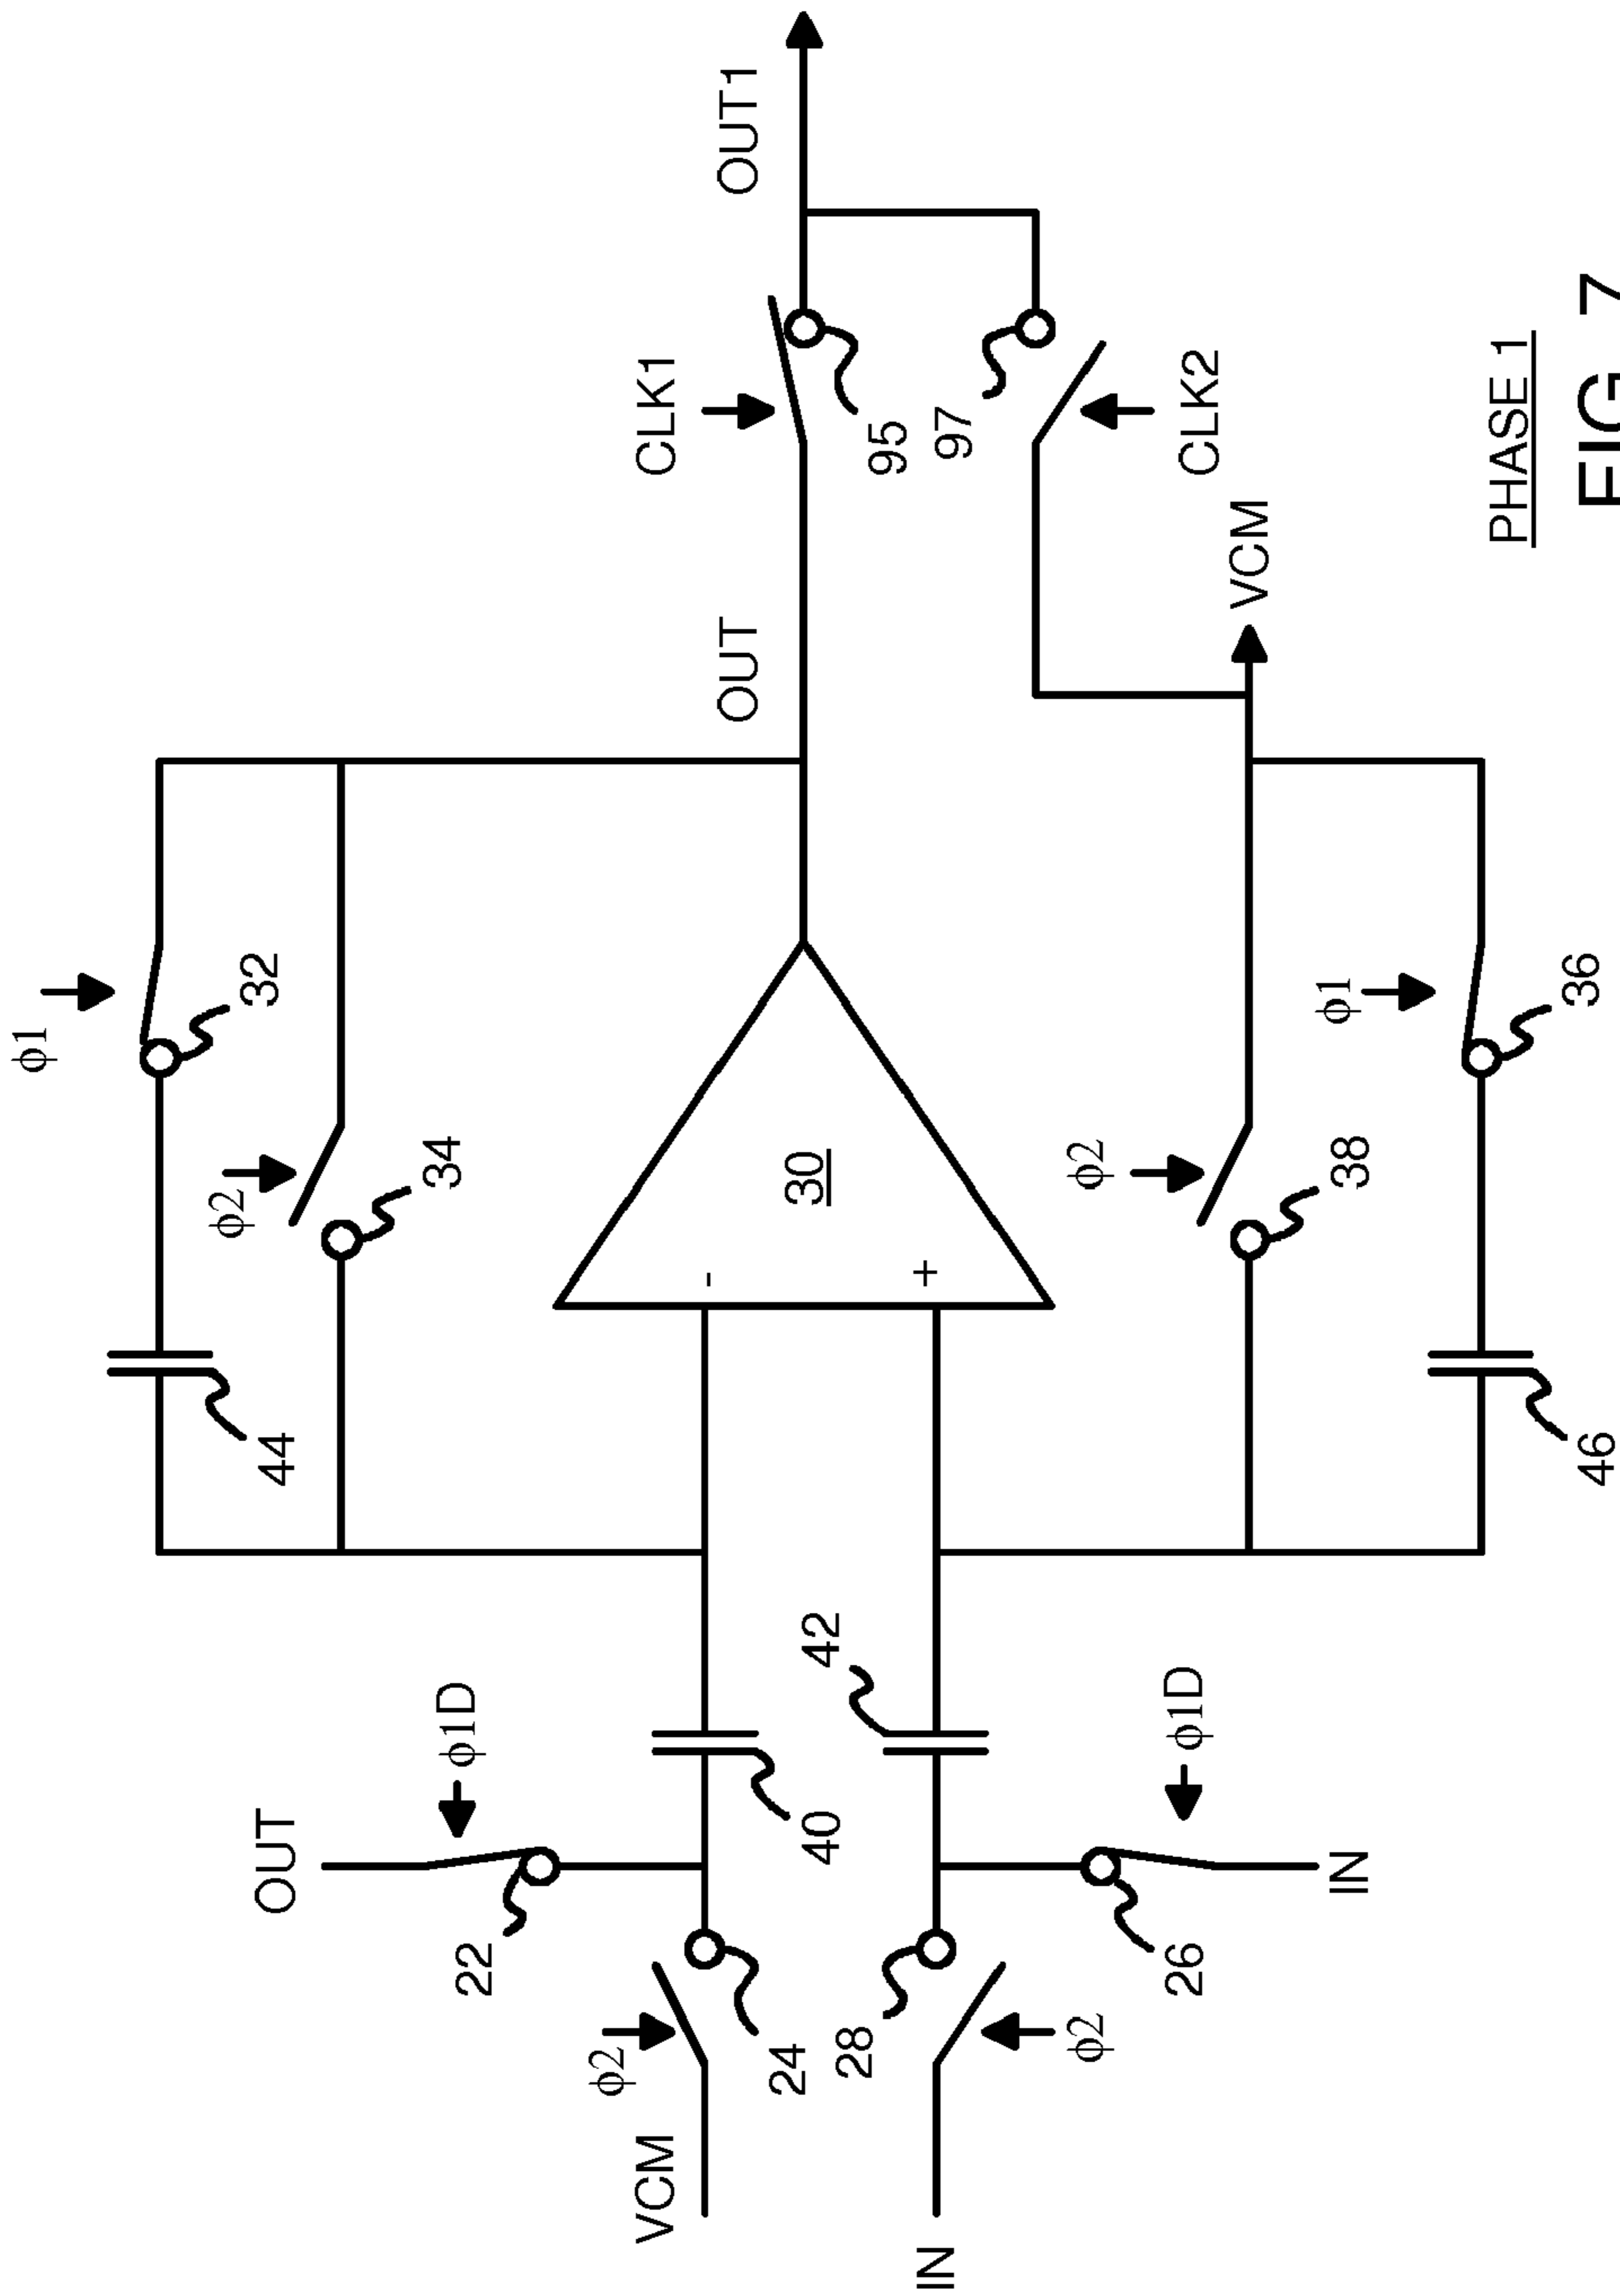 φ1
32
44
φ2
34
OUT
φ1D
22
OUT
OUT1
CLK1
95
97
CLK2
VCM
φ2
24
40
-
30
+
42
28
IN
φ2
φ1D
26
IN
φ2
38
VCM
φ1
36
46
PHASE 1
FIG. 7